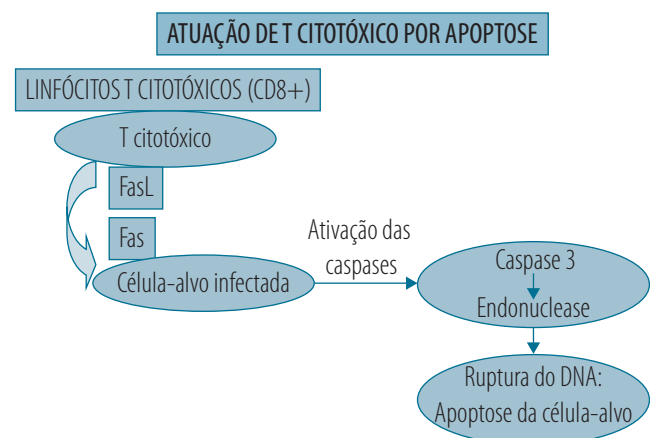 ATUAÇÃO DE T CITOTÓXICO POR APOPTOSE
LINFÓCITOS T CITOTÓXICOS (CD8+)
T citotóxico
FasL
Fas
Célula-alvo infectada
Ativação das
caspases
Caspase 3
Endonuclease
Ruptura do DNA:
Apoptose da célula-alvo